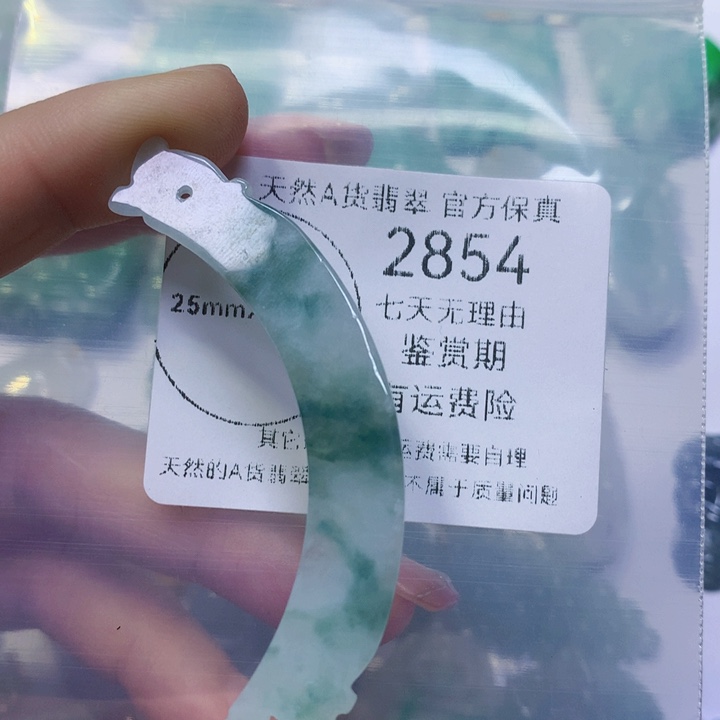 天然A货翡翠 官方保真
2854
25mm
七天无理由
鉴赏期
运费险
其它 运费需要自理
天然的A货翡翠 不属于质量问题